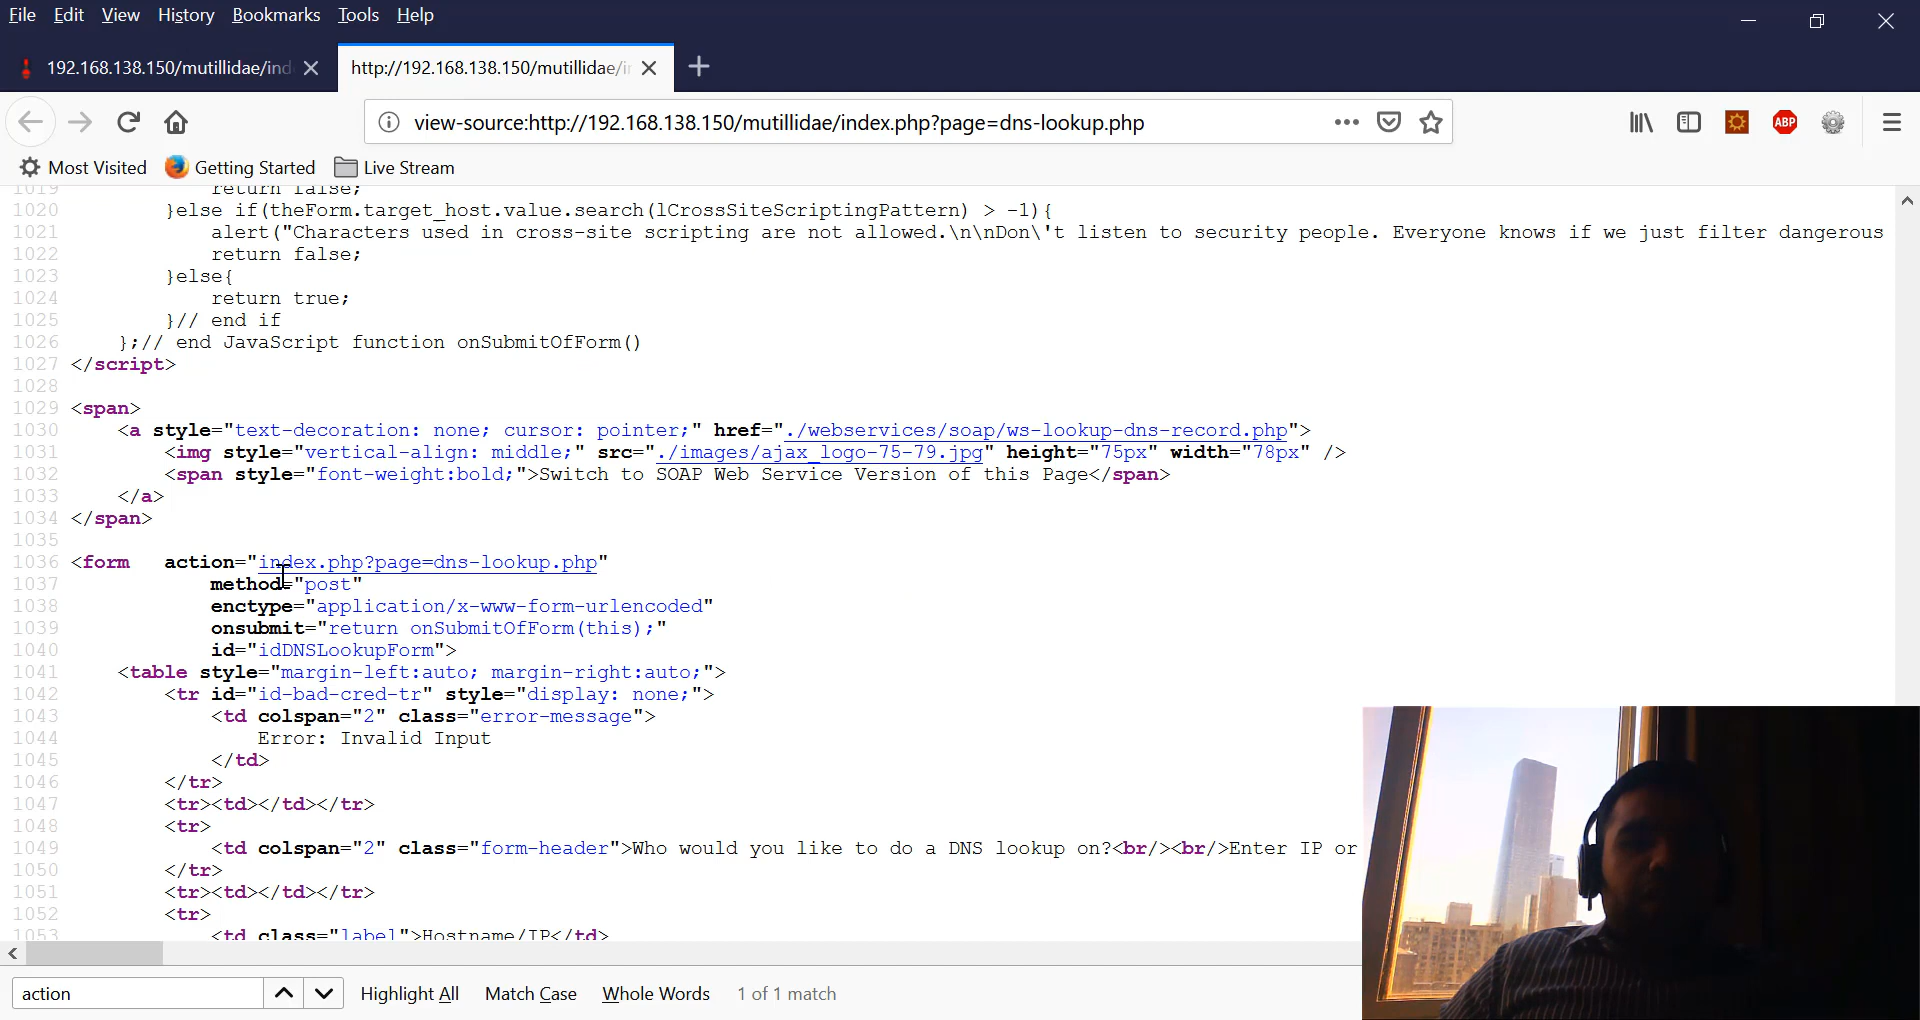 File Edit View History Bookmarks Tools Help
192.168.138.150/mutillidae/ind
http://192.168.138.150/mutillidae/i
view-source:http://192.168.138.150/mutillidae/index.php?page=dns-lookup.php
ABP
Most Visited Getting Started Live Stream
1019 return false;
1020 }else if(theForm.target_host.value.search(lCrossSiteScriptingPattern) > -1){
1021 alert("Characters used in cross-site scripting are not allowed.\n\nDon\'t listen to security people. Everyone knows if we just filter dangerous
1022 return false;
1023 }else{
1024 return true;
1025 }// end if
1026 };// end JavaScript function onSubmitOfForm()
1027 </script>
1028
1029 <span>
1030 <a style="text-decoration: none; cursor: pointer;" href="./webservices/soap/ws-lookup-dns-record.php">
1031 <img style="vertical-align: middle;" src="./images/ajax_logo-75-79.jpg" height="75px" width="78px" />
1032 <span style="font-weight:bold;">Switch to SOAP Web Service Version of this Page</span>
1033 </a>
1034 </span>
1035
1036 <form action="index.php?page=dns-lookup.php"
1037 method="post"
1038 enctype="application/x-www-form-urlencoded"
1039 onsubmit="return onSubmitOfForm(this);"
1040 id="idDNSLookupForm">
1041 <table style="margin-left:auto; margin-right:auto;">
1042 <tr id="id-bad-cred-tr" style="display: none;">
1043 <td colspan="2" class="error-message">
1044 Error: Invalid Input
1045 </td>
1046 </tr>
1047 <tr><td></td></tr>
1048 <tr>
1049 <td colspan="2" class="form-header">Who would you like to do a DNS lookup on?<br/><br/>Enter IP or
1050 </tr>
1051 <tr><td></td></tr>
1052 <tr>
1053 <td class="label">Hostname/IP</td>
action Highlight All Match Case Whole Words 1 of 1 match